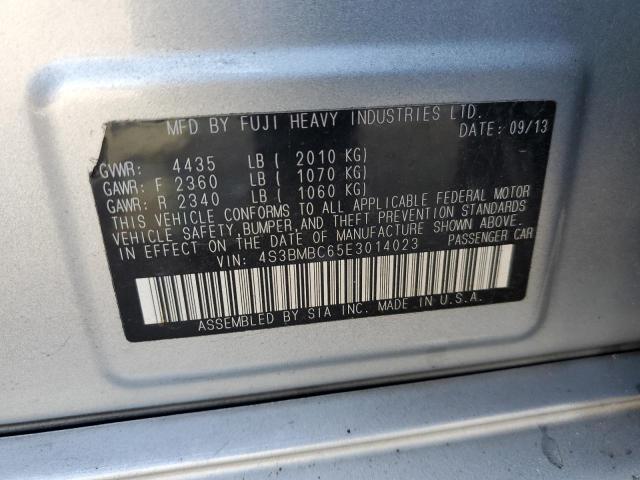 MFD BY FUJI HEAVY INDUSTRIES LTD.
DATE: 09/13
GVWR: 4435 LB ( 2010 KG)
GAWR: F 2360 LB ( 1070 KG)
GAWR: R 2340 LB ( 1060 KG)
THIS VEHICLE CONFORMS TO ALL APPLICABLE FEDERAL MOTOR
VEHICLE SAFETY, BUMPER, AND THEFT PREVENTION STANDARDS
IN EFFECT ON THE DATE OF MANUFACTURE SHOWN ABOVE.
VIN: 4S3BMBC65E3014023 PASSENGER CAR
ASSEMBLED BY SIA INC. MADE IN U.S.A.